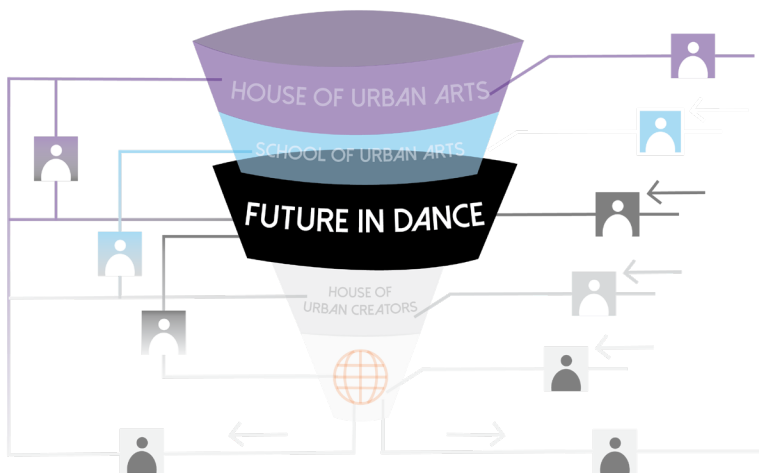 HOUSE OF URBAN ARTS
SCHOOL OF URBAN ARTS
FUTURE IN DANCE
HOUSE OF
URBAN CREATORS